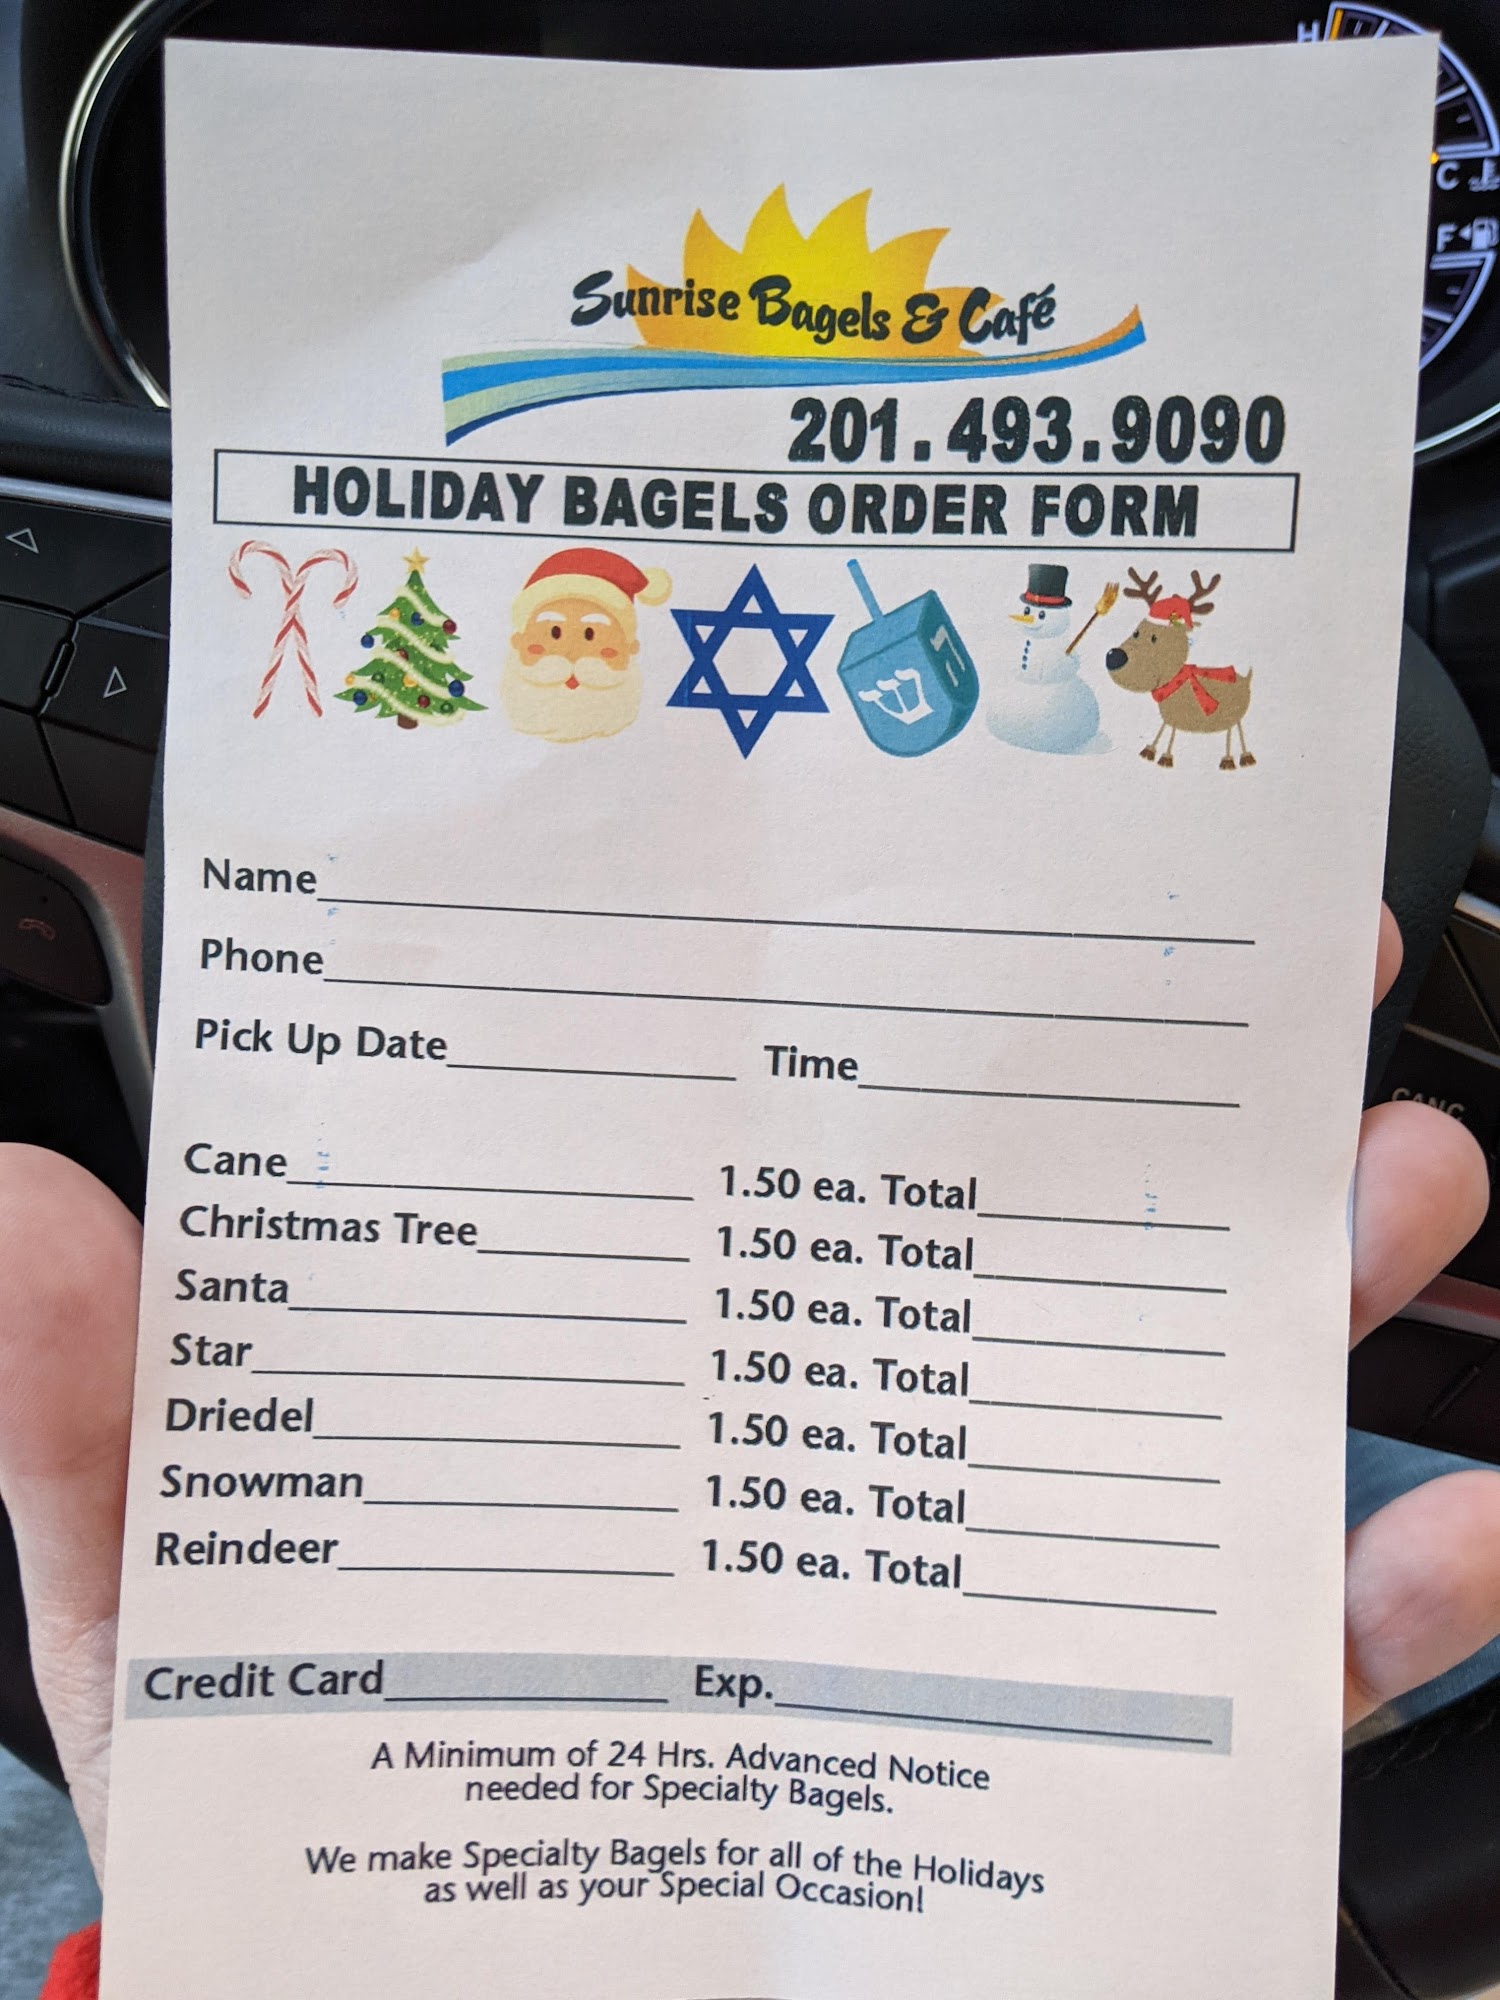 H
C
F
Sunrise Bagels & Café
201.493.9090
HOLIDAY BAGELS ORDER FORM
ש ה
Name
Phone
Pick Up Date Time
Cane 1.50 ea. Total
Christmas Tree 1.50 ea. Total
Santa 1.50 ea. Total
Star 1.50 ea. Total
Driedel 1.50 ea. Total
Snowman 1.50 ea. Total
Reindeer 1.50 ea. Total
CANC
Credit Card Exp.
A Minimum of 24 Hrs. Advanced Notice
needed for Specialty Bagels.
We make Specialty Bagels for all of the Holidays
as well as your Special Occasion!